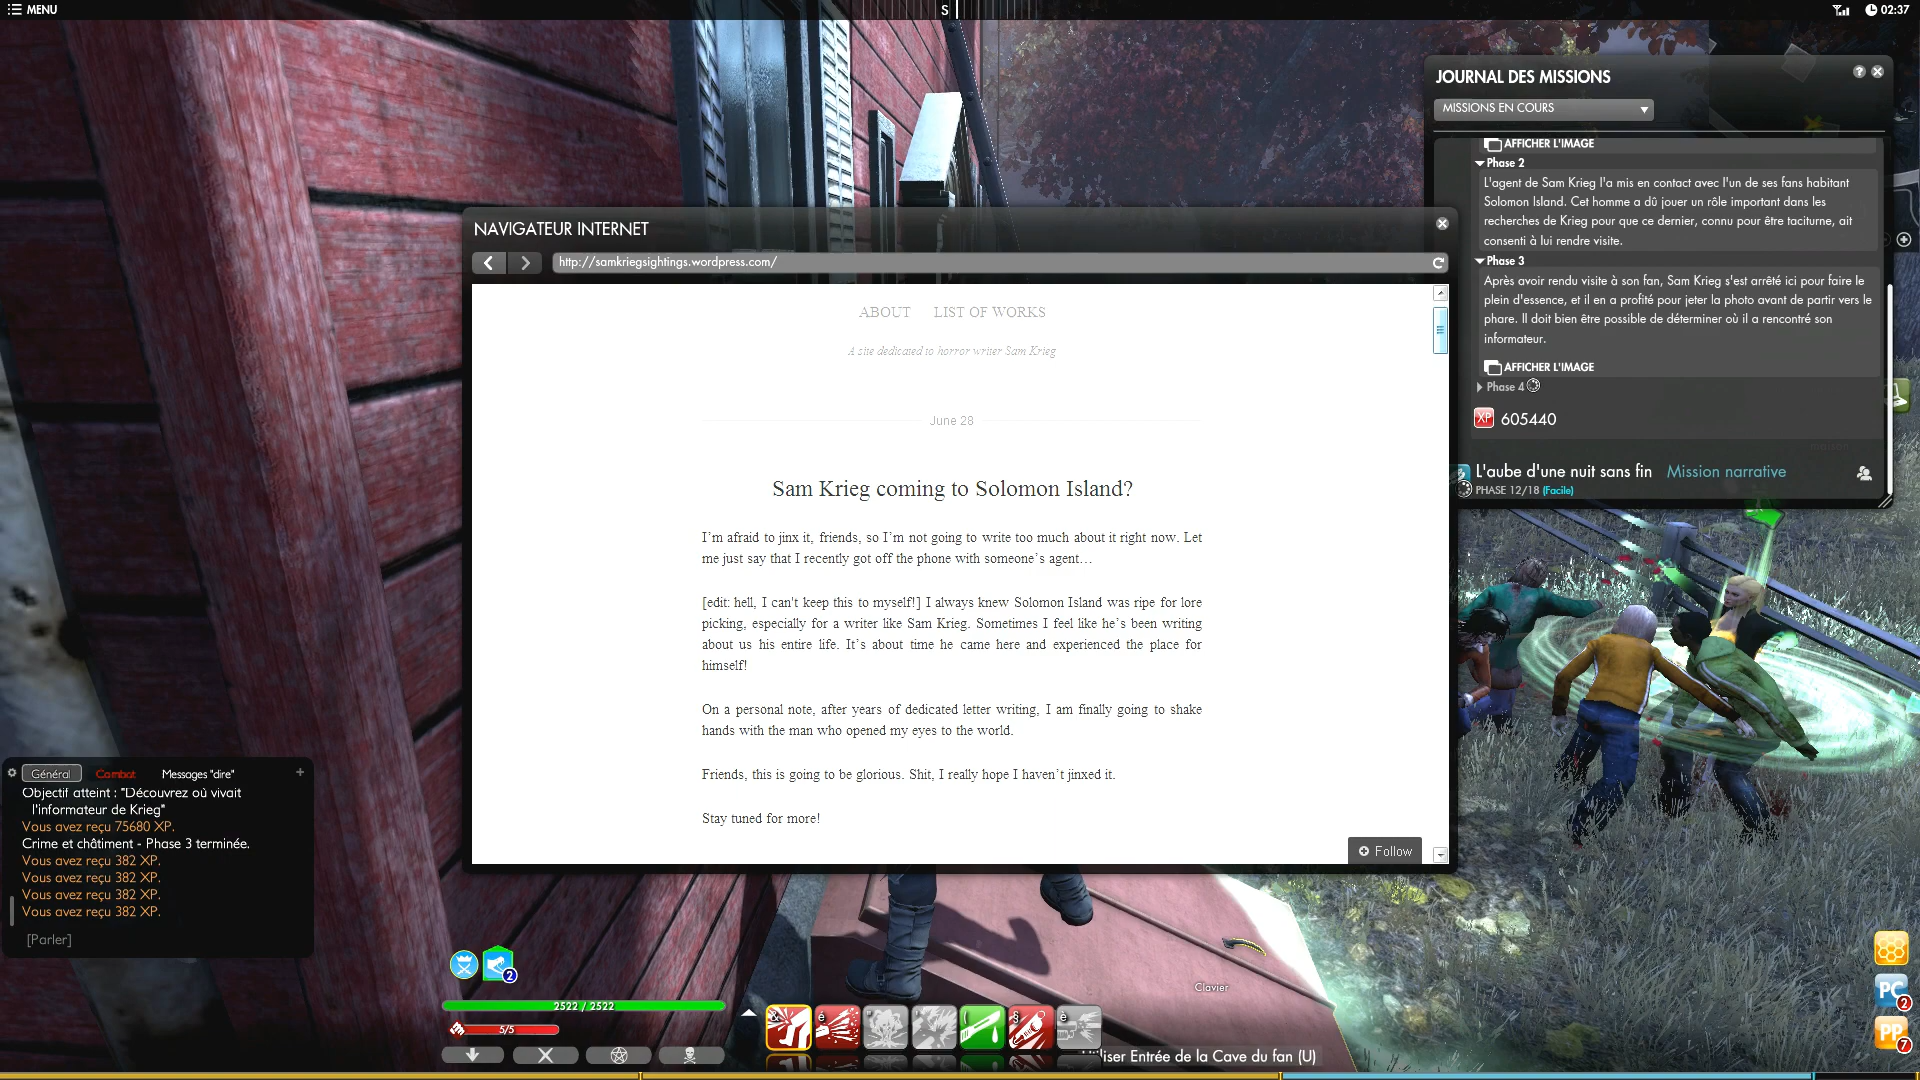 MENU
S
02:37
JOURNAL DES MISSIONS
MISSIONS EN COURS
AFFICHER L'IMAGE
Phase 2
L'agent de Sam Krieg l'a mis en contact avec l'un de ses fans habitant
Solomon Island. Cet homme a dû jouer un rôle important dans les
recherches de Krieg pour que ce dernier, connu pour être taciturne, ait
consenti à lui rendre visite.
Phase 3
Après avoir rendu visite à son fan, Sam Krieg s'est arrêté ici pour faire le
plein d'essence, et il en a profité pour jeter la photo avant de partir vers le
phare. Il doit bien être possible de déterminer où il a rencontré son
informateur.
AFFICHER L'IMAGE
Phase 4
XP 605440
L'aube d'une nuit sans fin Mission narrative
PHASE 12/18 (Facile)
NAVIGATEUR INTERNET
http://samkriegsightings.wordpress.com/
ABOUT LIST OF WORKS
A site dedicated to horror writer Sam Krieg
June 28
Sam Krieg coming to Solomon Island?
I'm afraid to jinx it, friends, so I'm not going to write too much about it right now. Let
me just say that I recently got off the phone with someone's agent…
[edit: hell, I can't keep this to myself!] I always knew Solomon Island was ripe for lore
picking, especially for a writer like Sam Krieg. Sometimes I feel like he's been writing
about us his entire life. It's about time he came here and experienced the place for
himself!
On a personal note, after years of dedicated letter writing, I am finally going to shake
hands with the man who opened my eyes to the world.
Friends, this is going to be glorious. Shit, I really hope I haven't jinxed it.
Stay tuned for more!
Follow
Général Combat Messages "dire"
Objectif atteint : "Découvrez où vivait
l'informateur de Krieg"
Vous avez reçu 75680 XP.
Crime et châtiment - Phase 3 terminée.
Vous avez reçu 382 XP.
Vous avez reçu 382 XP.
Vous avez reçu 382 XP.
Vous avez reçu 382 XP.
[Parler]
2
2522 / 2522
5/5
& é " ' ( § è
Clavier
Utiliser Entrée de la Cave du fan (U)
PC 2
PP 7